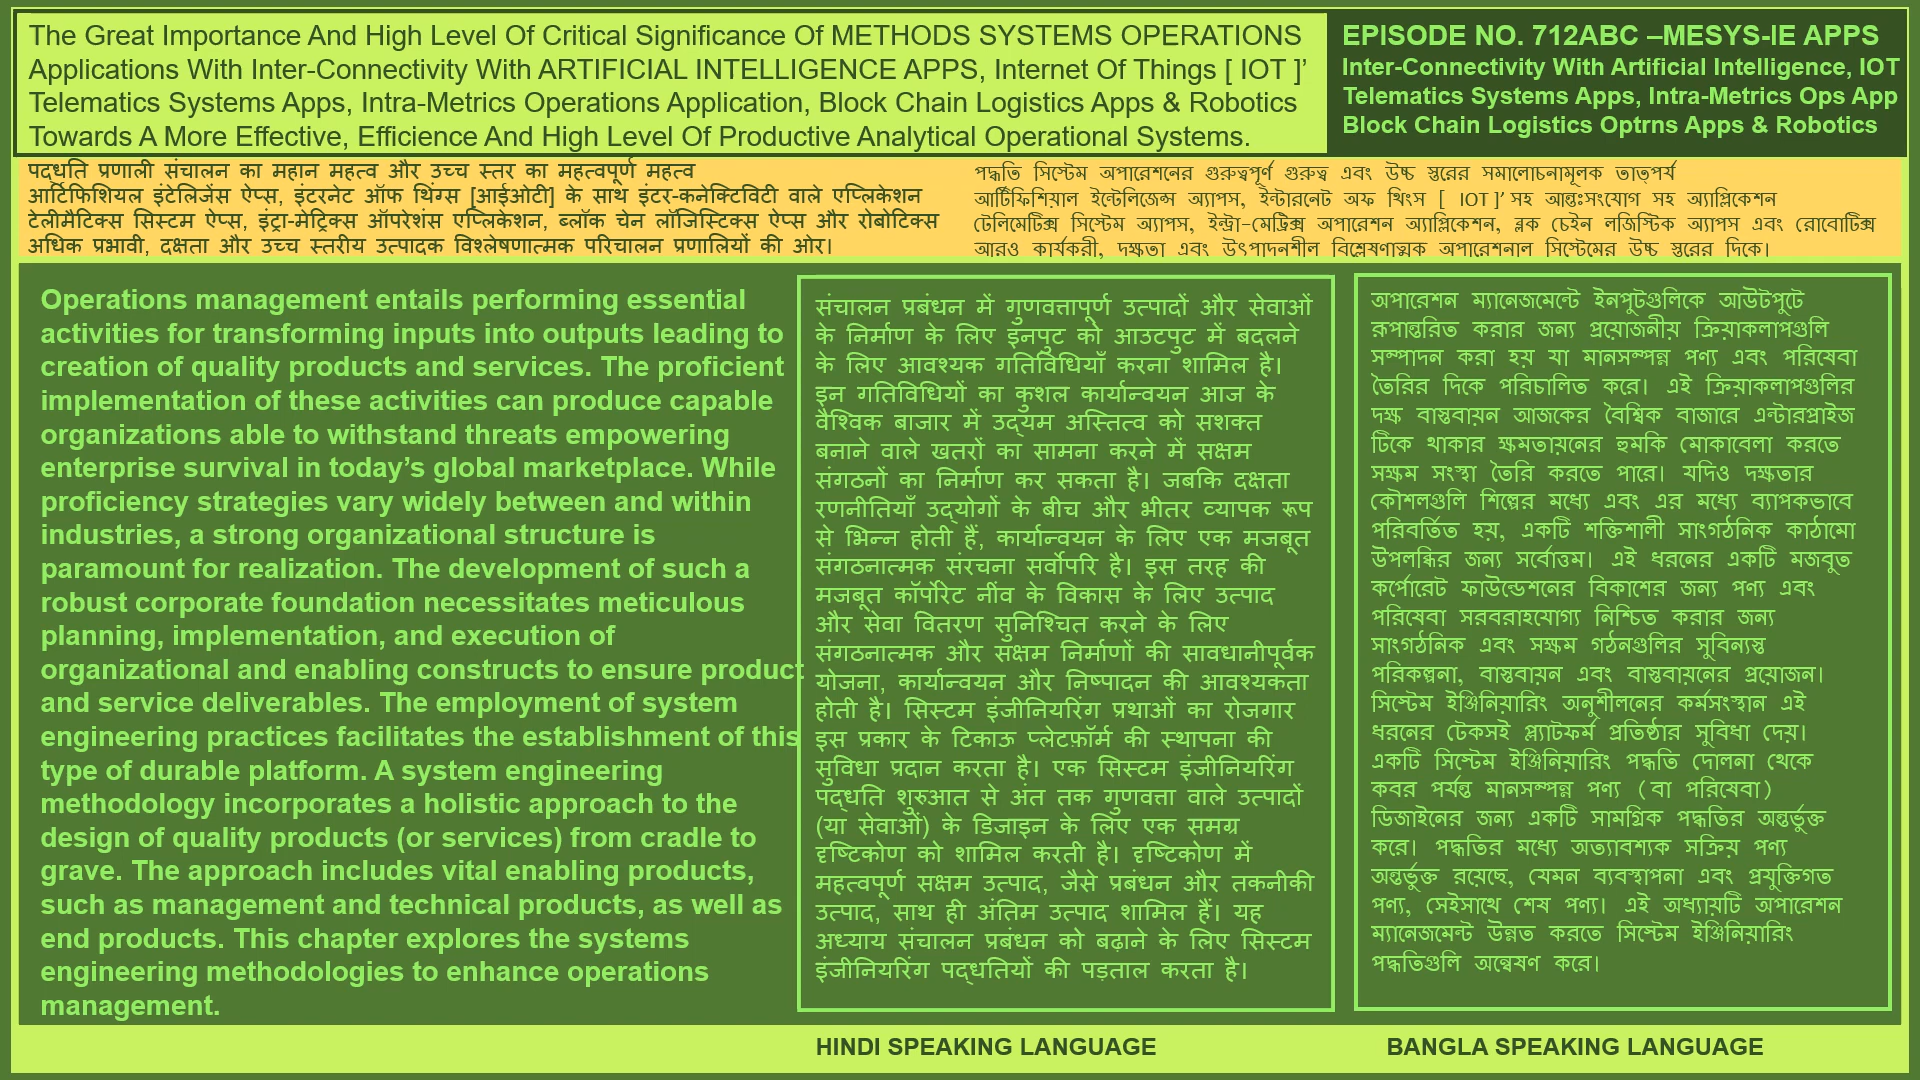 The Great Importance And High Level Of Critical Significance Of METHODS SYSTEMS OPERATIONS
Applications With Inter-Connectivity With ARTIFICIAL INTELLIGENCE APPS, Internet Of Things [ IOT ]’
Telematics Systems Apps, Intra-Metrics Operations Application, Block Chain Logistics Apps & Robotics
Towards A More Effective, Efficience And High Level Of Productive Analytical Operational Systems.
EPISODE NO. 712ABC –MESYS-IE APPS
Inter-Connectivity With Artificial Intelligence, IOT
Telematics Systems Apps, Intra-Metrics Ops App
Block Chain Logistics Optrns Apps & Robotics
पद्धति प्रणाली संचालन का महान महत्व और उच्च स्तर का महत्वपूर्ण महत्व
आर्टिफिशियल इंटेलिजेंस ऐप्स, इंटरनेट ऑफ थिंग्स [आईओटी] के साथ इंटर-कनेक्टिविटी वाले एप्लिकेशन
टेलीमैटिक्स सिस्टम ऐप्स, इंट्रा-मेट्रिक्स ऑपरेशंस एप्लिकेशन, ब्लॉक चेन लॉजिस्टिक्स ऐप्स और रोबोटिक्स
अधिक प्रभावी, दक्षता और उच्च स्तरीय उत्पादक विश्लेषणात्मक परिचालन प्रणालियों की ओर।
পদ্ধতি সিস্টেম অপারেশনের গুরুত্বপূর্ণ গুরুত্ব এবং উচ্চ স্তরের সমালোচনামূলক তাত্পর্য
আর্টিফিশিয়াল ইন্টেলিজেন্স অ্যাপস, ইন্টারনেট অফ থিংস [ IOT ]’ সহ আন্তঃসংযোগ সহ অ্যাপ্লিকেশন
টেলিমেটিক্স সিস্টেম অ্যাপস, ইন্ট্রা-মেট্রিক্স অপারেশন অ্যাপ্লিকেশন, ব্লক চেইন লজিস্টিক অ্যাপস এবং রোবোটিক্স
আরও কার্যকরী, দক্ষতা এবং উৎপাদনশীল বিশ্লেষণাত্মক অপারেশনাল সিস্টেমের উচ্চ স্তরের দিকে।
Operations management entails performing essential
activities for transforming inputs into outputs leading to
creation of quality products and services. The proficient
implementation of these activities can produce capable
organizations able to withstand threats empowering
enterprise survival in today’s global marketplace. While
proficiency strategies vary widely between and within
industries, a strong organizational structure is
paramount for realization. The development of such a
robust corporate foundation necessitates meticulous
planning, implementation, and execution of
organizational and enabling constructs to ensure product
and service deliverables. The employment of system
engineering practices facilitates the establishment of this
type of durable platform. A system engineering
methodology incorporates a holistic approach to the
design of quality products (or services) from cradle to
grave. The approach includes vital enabling products,
such as management and technical products, as well as
end products. This chapter explores the systems
engineering methodologies to enhance operations
management.
संचालन प्रबंधन में गुणवत्तापूर्ण उत्पादों और सेवाओं
के निर्माण के लिए इनपुट को आउटपुट में बदलने
के लिए आवश्यक गतिविधियाँ करना शामिल है।
इन गतिविधियों का कुशल कार्यान्वयन आज के
वैश्विक बाजार में उद्यम अस्तित्व को सशक्त
बनाने वाले खतरों का सामना करने में सक्षम
संगठनों का निर्माण कर सकता है। जबकि दक्षता
रणनीतियाँ उद्योगों के बीच और भीतर व्यापक रूप
से भिन्न होती हैं, कार्यान्वयन के लिए एक मजबूत
संगठनात्मक संरचना सर्वोपरि है। इस तरह की
मजबूत कॉर्पोरेट नींव के विकास के लिए उत्पाद
और सेवा वितरण सुनिश्चित करने के लिए
संगठनात्मक और सक्षम निर्माणों की सावधानीपूर्वक
योजना, कार्यान्वयन और निष्पादन की आवश्यकता
होती है। सिस्टम इंजीनियरिंग प्रथाओं का रोजगार
इस प्रकार के टिकाऊ प्लेटफ़ॉर्म की स्थापना की
सुविधा प्रदान करता है। एक सिस्टम इंजीनियरिंग
पद्धति शुरुआत से अंत तक गुणवत्ता वाले उत्पादों
(या सेवाओं) के डिजाइन के लिए एक समग्र
दृष्टिकोण को शामिल करती है। दृष्टिकोण में
महत्वपूर्ण सक्षम उत्पाद, जैसे प्रबंधन और तकनीकी
उत्पाद, साथ ही अंतिम उत्पाद शामिल हैं। यह
अध्याय संचालन प्रबंधन को बढ़ाने के लिए सिस्टम
इंजीनियरिंग पद्धतियों की पड़ताल करता है।
অপারেশন ম্যানেজমেন্টে ইনপুটগুলিকে আউটপুটে
রূপান্তরিত করার জন্য প্রয়োজনীয় ক্রিয়াকলাপগুলি
সম্পাদন করা হয় যা মানসম্পন্ন পণ্য এবং পরিষেবা
তৈরির দিকে পরিচালিত করে। এই ক্রিয়াকলাপগুলির
দক্ষ বাস্তবায়ন আজকের বৈশ্বিক বাজারে এন্টারপ্রাইজ
টিকে থাকার ক্ষমতায়নের হুমকি মোকাবেলা করতে
সক্ষম সংস্থা তৈরি করতে পারে। যদিও দক্ষতার
কৌশলগুলি শিল্পের মধ্যে এবং এর মধ্যে ব্যাপকভাবে
পরিবর্তিত হয়, একটি শক্তিশালী সাংগঠনিক কাঠামো
উপলব্ধির জন্য সর্বোত্তম। এই ধরনের একটি মজবুত
কর্পোরেট ফাউন্ডেশনের বিকাশের জন্য পণ্য এবং
পরিষেবা সরবরাহযোগ্য নিশ্চিত করার জন্য
সাংগঠনিক এবং সক্ষম গঠনগুলির সুবিন্যস্ত
পরিকল্পনা, বাস্তবায়ন এবং বাস্তবায়নের প্রয়োজন।
সিস্টেম ইঞ্জিনিয়ারিং অনুশীলনের কর্মসংস্থান এই
ধরনের টেকসই প্ল্যাটফর্ম প্রতিষ্ঠার সুবিধা দেয়।
একটি সিস্টেম ইঞ্জিনিয়ারিং পদ্ধতি দোলনা থেকে
কবর পর্যন্ত মানসম্পন্ন পণ্য (বা পরিষেবা)
ডিজাইনের জন্য একটি সামগ্রিক পদ্ধতির অন্তর্ভুক্ত
করে। পদ্ধতির মধ্যে অত্যাবশ্যক সক্রিয় পণ্য
অন্তর্ভুক্ত রয়েছে, যেমন ব্যবস্থাপনা এবং প্রযুক্তিগত
পণ্য, সেইসাথে শেষ পণ্য। এই অধ্যায়টি অপারেশন
ম্যানেজমেন্ট উন্নত করতে সিস্টেম ইঞ্জিনিয়ারিং
পদ্ধতিগুলি অন্বেষণ করে।
HINDI SPEAKING LANGUAGE
BANGLA SPEAKING LANGUAGE